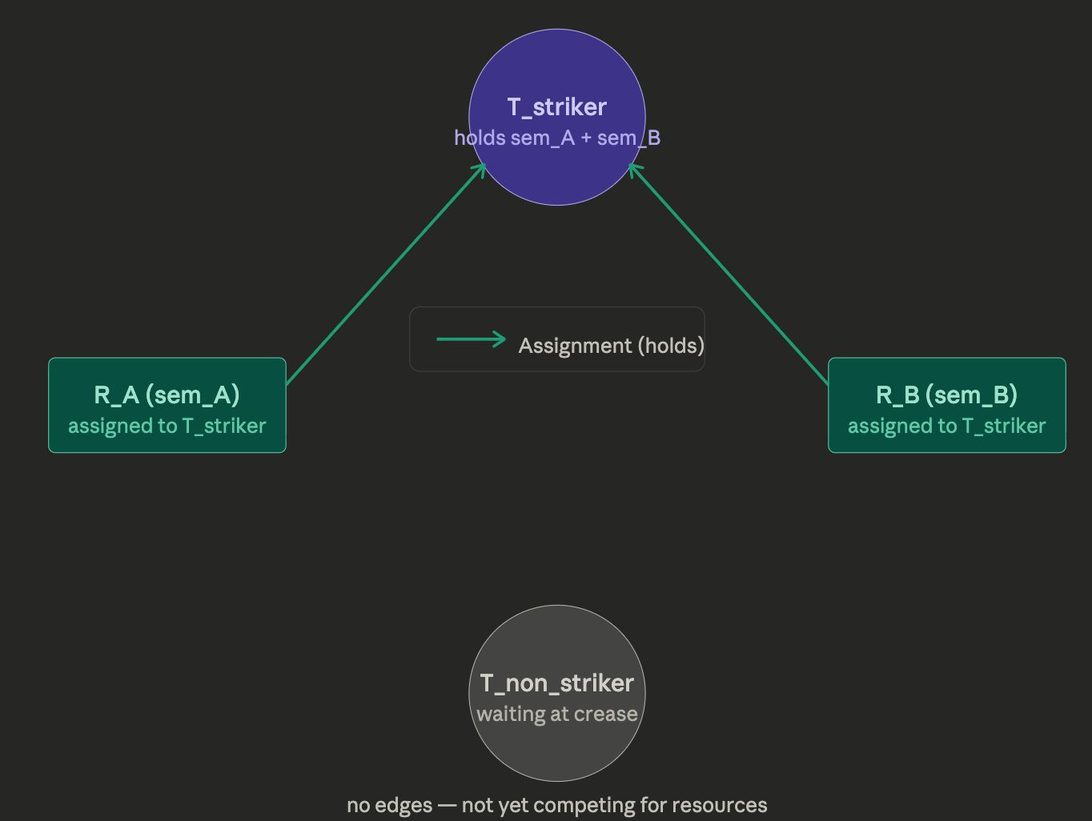 T_striker
holds sem_A + sem_B
Assignment (holds)
R_A (sem_A)
assigned to T_striker
R_B (sem_B)
assigned to T_striker
T_non_striker
waiting at crease
no edges — not yet competing for resources